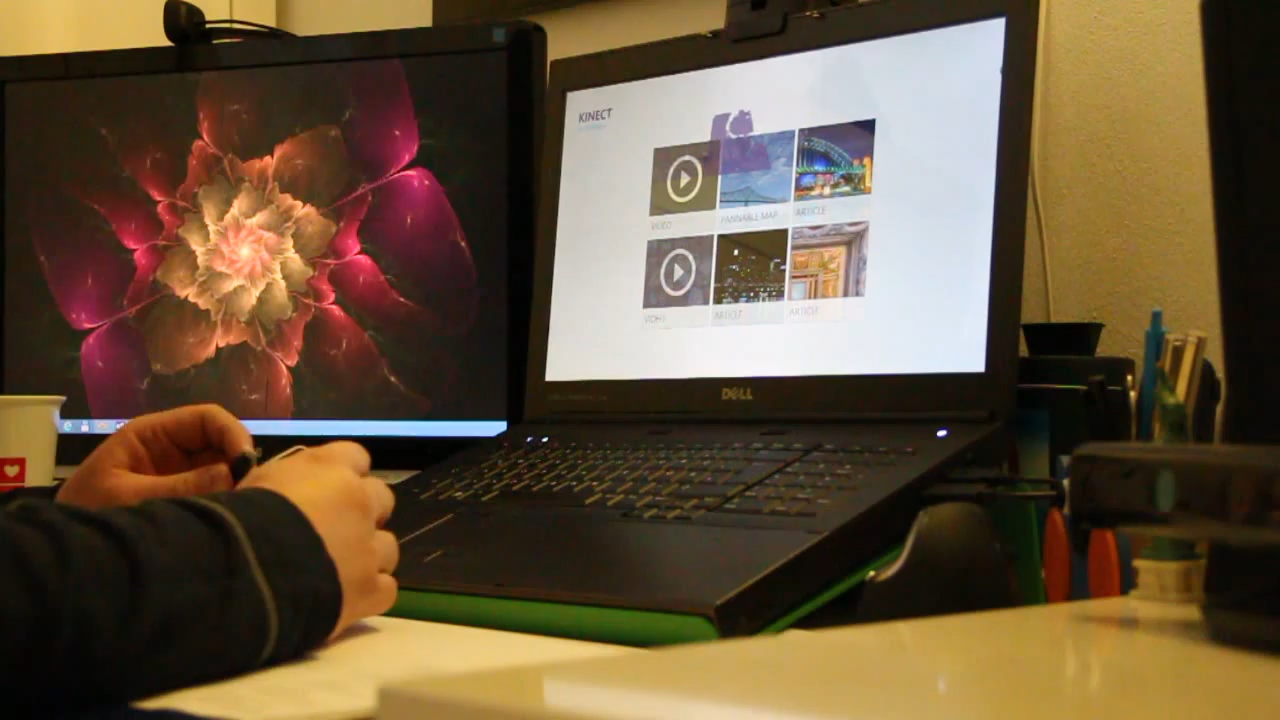 KINECT
VIDEO
PANNABLE MAP
ARTICLE
VIDEO
ARTICLE
ARTICLE
DELL